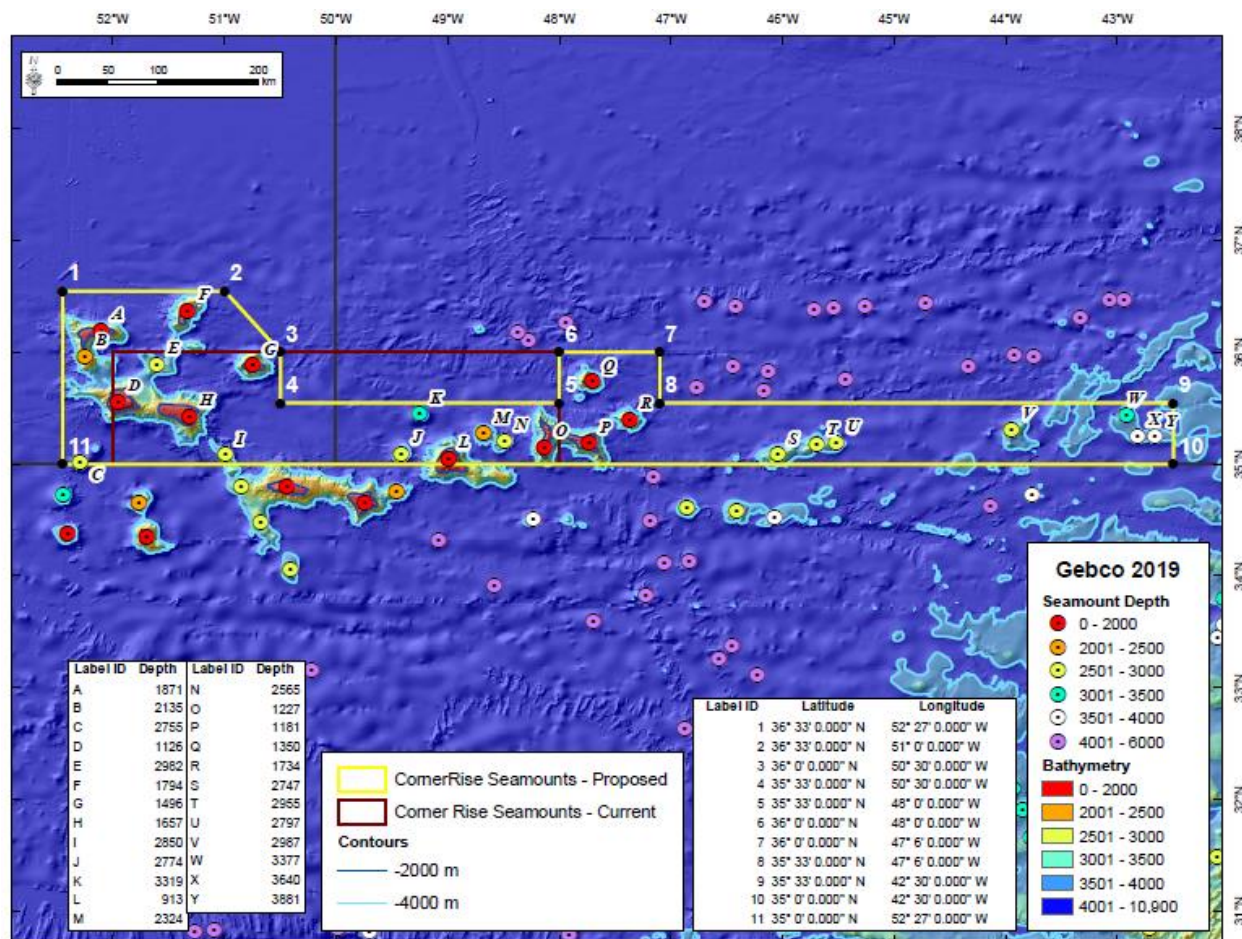 52°W 51°W 50°W 49°W 48°W 47°W 46°W 45°W 44°W 43°W
N
0 50 100 200
km
38°N
37°N
36°N
35°N
34°N
33°N
32°N
31°N
1 2 3 4 5 6 7 8 9 10 11
A
B
C
D
E
F
G
H
I
J
K
L
M
N
O
P
Q
R
S
T
U
V
W
X
Y
Label ID Depth Label ID Depth
A 1871 N 2565
B 2135 O 1227
C 2755 P 1181
D 1126 Q 1350
E 2982 R 1734
F 1794 S 2747
G 1496 T 2955
H 1657 U 2797
I 2850 V 2987
J 2774 W 3377
K 3319 X 3640
L 913 Y 3881
M 2324
CornerRise Seamounts - Proposed
Corner Rise Seamounts - Current
Contours
-2000 m
-4000 m
Label ID Latitude Longitude
1 36° 33' 0.000" N 52° 27' 0.000" W
2 36° 33' 0.000" N 51° 0' 0.000" W
3 36° 0' 0.000" N 50° 30' 0.000" W
4 35° 33' 0.000" N 50° 30' 0.000" W
5 35° 33' 0.000" N 48° 0' 0.000" W
6 36° 0' 0.000" N 48° 0' 0.000" W
7 36° 0' 0.000" N 47° 6' 0.000" W
8 35° 33' 0.000" N 47° 6' 0.000" W
9 35° 33' 0.000" N 42° 30' 0.000" W
10 35° 0' 0.000" N 42° 30' 0.000" W
11 35° 0' 0.000" N 52° 27' 0.000" W
Gebco 2019
Seamount Depth
0 - 2000
2001 - 2500
2501 - 3000
3001 - 3500
3501 - 4000
4001 - 6000
Bathymetry
0 - 2000
2001 - 2500
2501 - 3000
3001 - 3500
3501 - 4000
4001 - 10,900